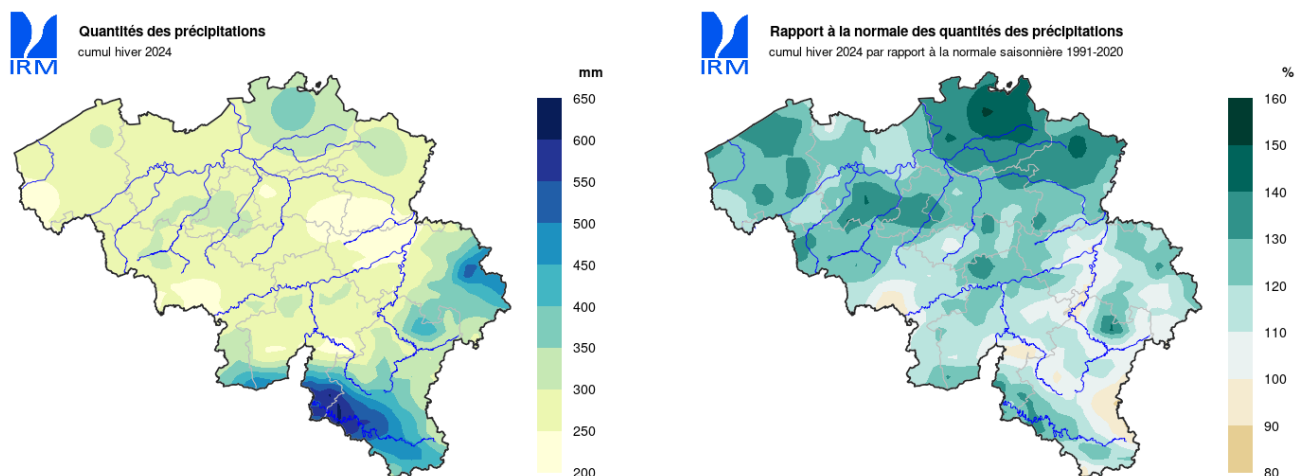 IRM
Quantités des précipitations
cumul hiver 2024
mm
650
600
550
500
450
400
350
300
250
200
IRM
Rapport à la normale des quantités des précipitations
cumul hiver 2024 par rapport à la normale saisonnière 1991-2020
%
160
150
140
130
120
110
100
90
80